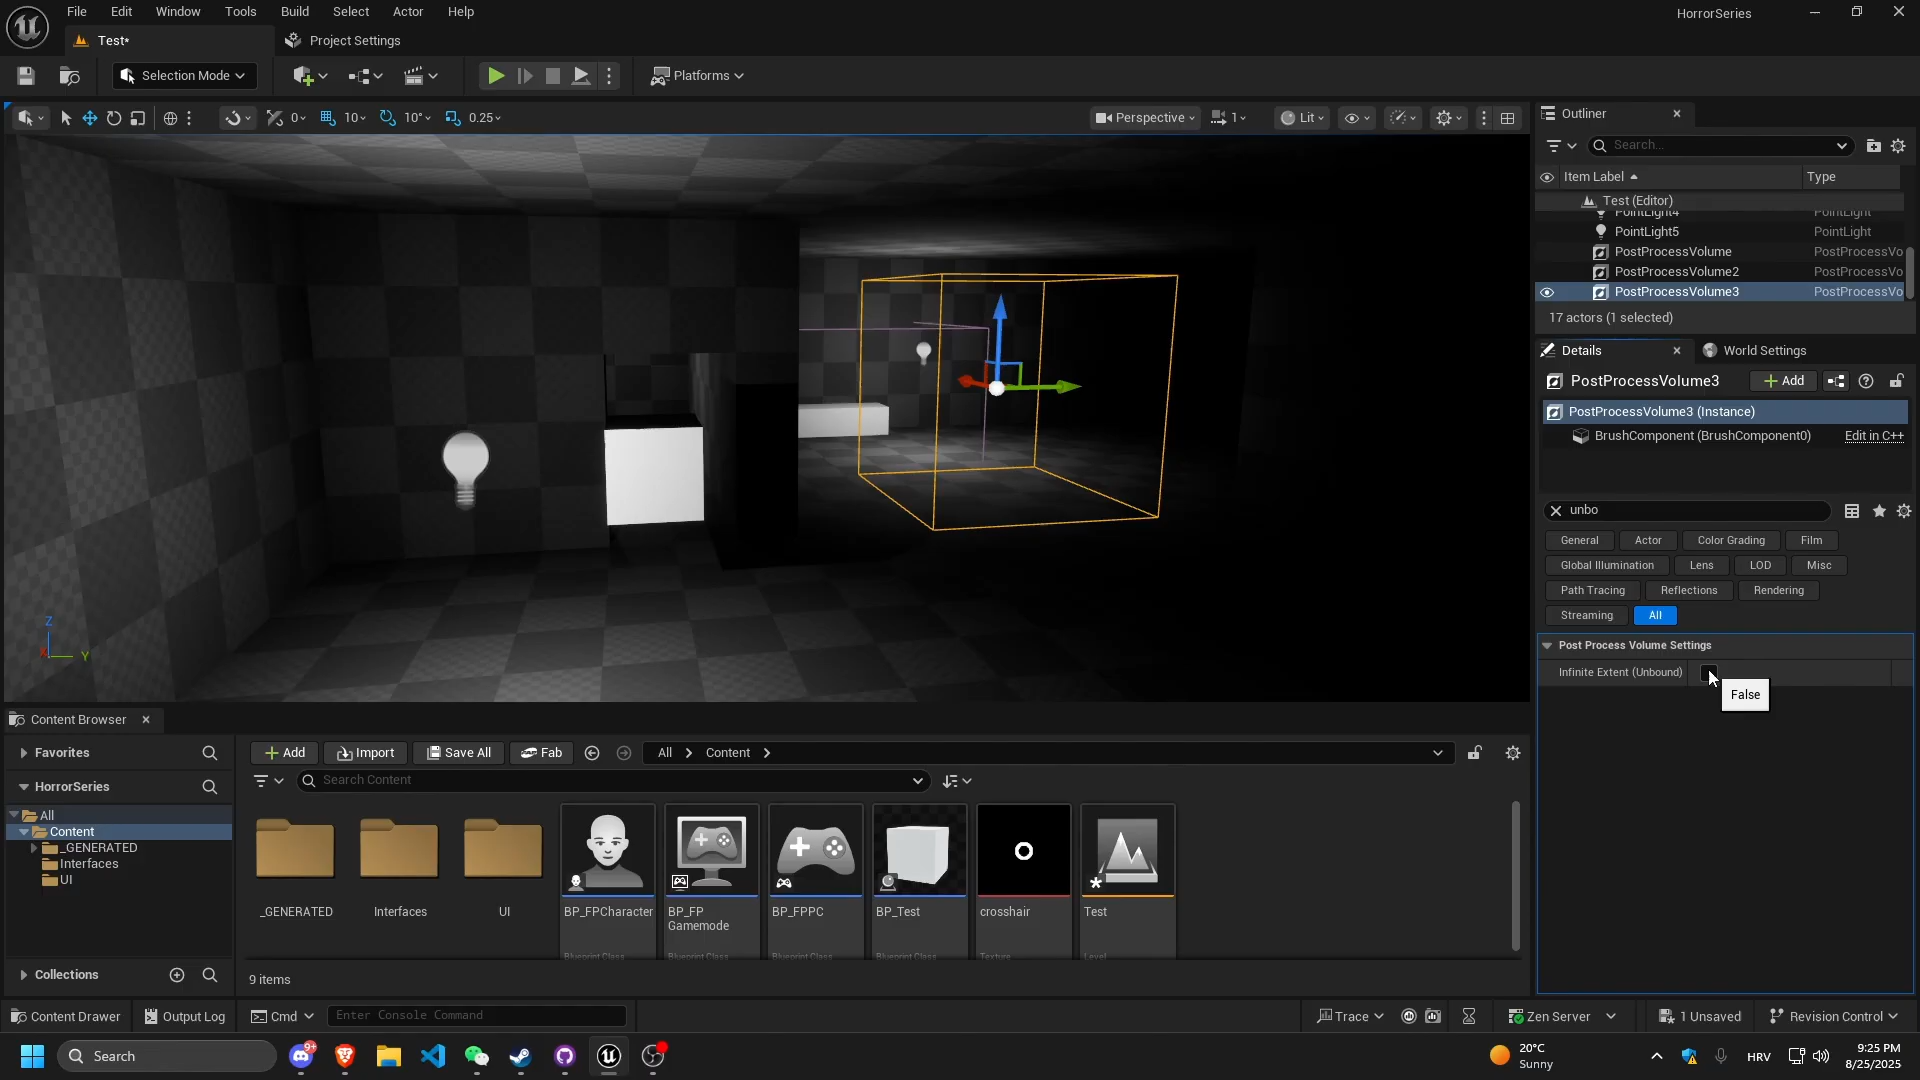 File Edit Window Tools Build Select Actor Help
HorrorSeries
Test*
Project Settings
Selection Mode
Platforms
0
10
10°
0.25
Perspective
1
Lit
Outliner
Search...
Item Label
Type
Test (Editor)
PointLight4 PointLight
PointLight5 PointLight
PostProcessVolume PostProcessVo
PostProcessVolume2 PostProcessVo
PostProcessVolume3 PostProcessVo
17 actors (1 selected)
Details
World Settings
PostProcessVolume3
Add
PostProcessVolume3 (Instance)
BrushComponent (BrushComponent0) Edit in C++
unbo
General Actor Color Grading Film
Global Illumination Lens LOD Misc
Path Tracing Reflections Rendering
Streaming All
Post Process Volume Settings
Infinite Extent (Unbound)
False
Z
X
Y
Content Browser
Favorites
HorrorSeries
All
Content
_GENERATED
Interfaces
UI
Collections
Add
Import
Save All
Fab
All
Content
Search Content
_GENERATED
Interfaces
UI
BP_FPCharacter
Blueprint Class
BP_FP
Gamemode
Blueprint Class
BP_FPPC
Blueprint Class
BP_Test
Blueprint Class
crosshair
Texture
Test
Level
9 items
Content Drawer
Output Log
Cmd
Enter Console Command
Trace
Zen Server
1 Unsaved
Revision Control
Search
9+
20°C
Sunny
HRV
9:25 PM
8/25/2025